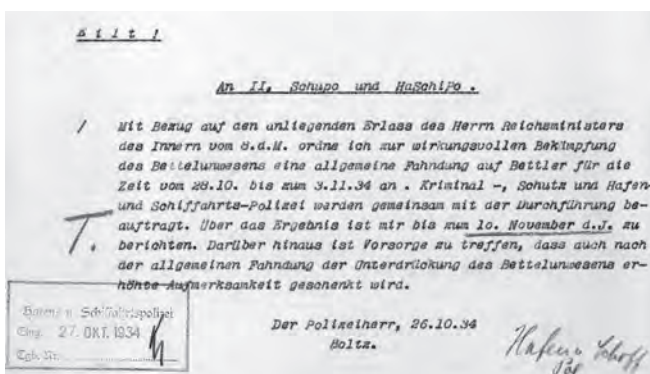 Eilt!
An II, Schupo und HaSchiPo.
/ Mit Bezug auf den anliegenden Erlass des Herrn Reichsministers
des Innern vom 8.d.M. ordne ich zur wirkungsvollen Bekämpfung
des Bettelunwesens eine allgemeine Fahndung auf Bettler für die
Zeit vom 28.10. bis zum 3.11.34 an. Kriminal-, Schutz und Hafen-
und Schiffahrts-Polizei werden gemeinsam mit der Durchführung be-
auftragt. Über das Ergebnis ist mir bis zum 10. November d.J. zu
T. berichten. Darüber hinaus ist Vorsorge zu treffen, dass auch nach
der allgemeinen Fahndung der Unterdrückung des Bettelunwesens er-
höhte Aufmerksamkeit geschenkt wird.
Hafen u. Schiffahrtspolizei
Eing. 27. OKT. 1934
Tgb. Nr.
Der Polizeiherr, 26.10.34
Boltz.
Hafen u